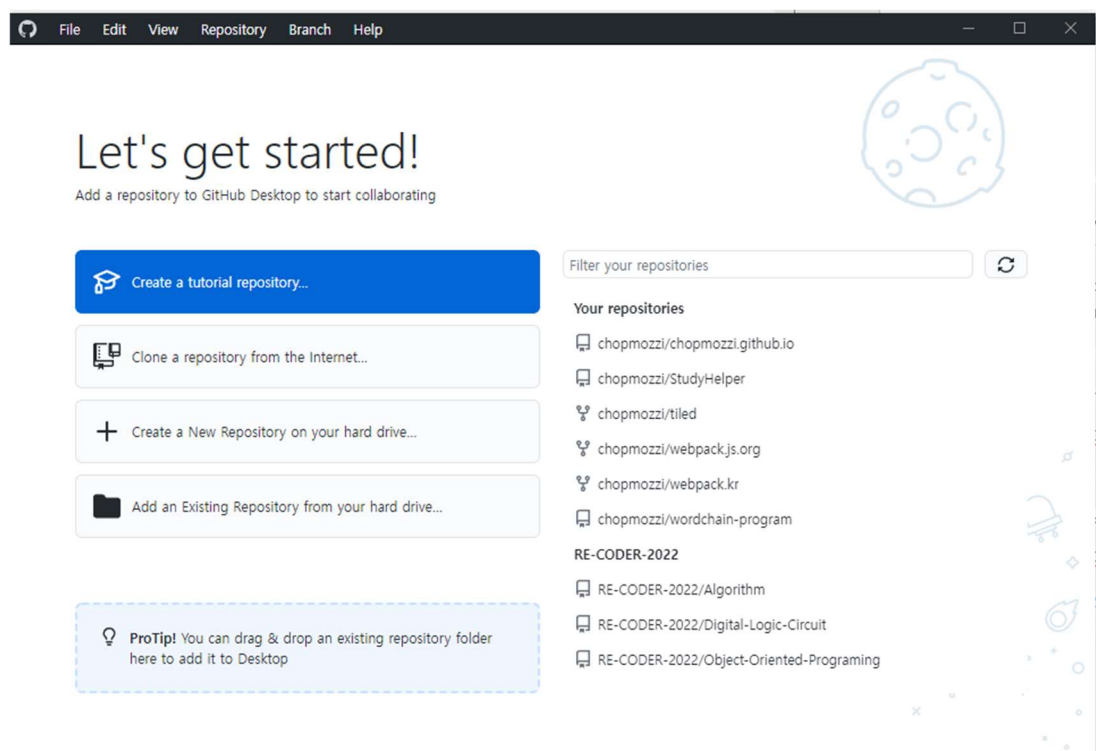 File Edit View Repository Branch Help
Let's get started!
Add a repository to GitHub Desktop to start collaborating
Create a tutorial repository...
Clone a repository from the Internet...
Create a New Repository on your hard drive...
Add an Existing Repository from your hard drive...
ProTip! You can drag & drop an existing repository folder
here to add it to Desktop
Filter your repositories
Your repositories
chopmozzi/chopmozzi.github.io
chopmozzi/StudyHelper
chopmozzi/tiled
chopmozzi/webpack.js.org
chopmozzi/webpack.kr
chopmozzi/wordchain-program
RE-CODER-2022
RE-CODER-2022/Algorithm
RE-CODER-2022/Digital-Logic-Circuit
RE-CODER-2022/Object-Oriented-Programing